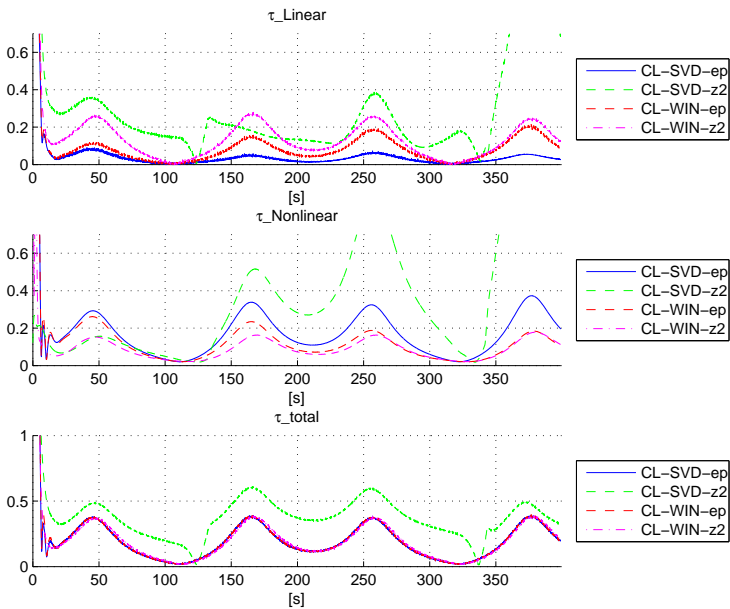 τ_Linear
0.6
0.4
0.2
0
0 50 100 150 200 250 300 350
[s]
CL-SVD-ep
CL-SVD-z2
CL-WIN-ep
CL-WIN-z2
τ_Nonlinear
0.6
0.4
0.2
0
0 50 100 150 200 250 300 350
[s]
CL-SVD-ep
CL-SVD-z2
CL-WIN-ep
CL-WIN-z2
τ_total
1
0.5
0
0 50 100 150 200 250 300 350
[s]
CL-SVD-ep
CL-SVD-z2
CL-WIN-ep
CL-WIN-z2